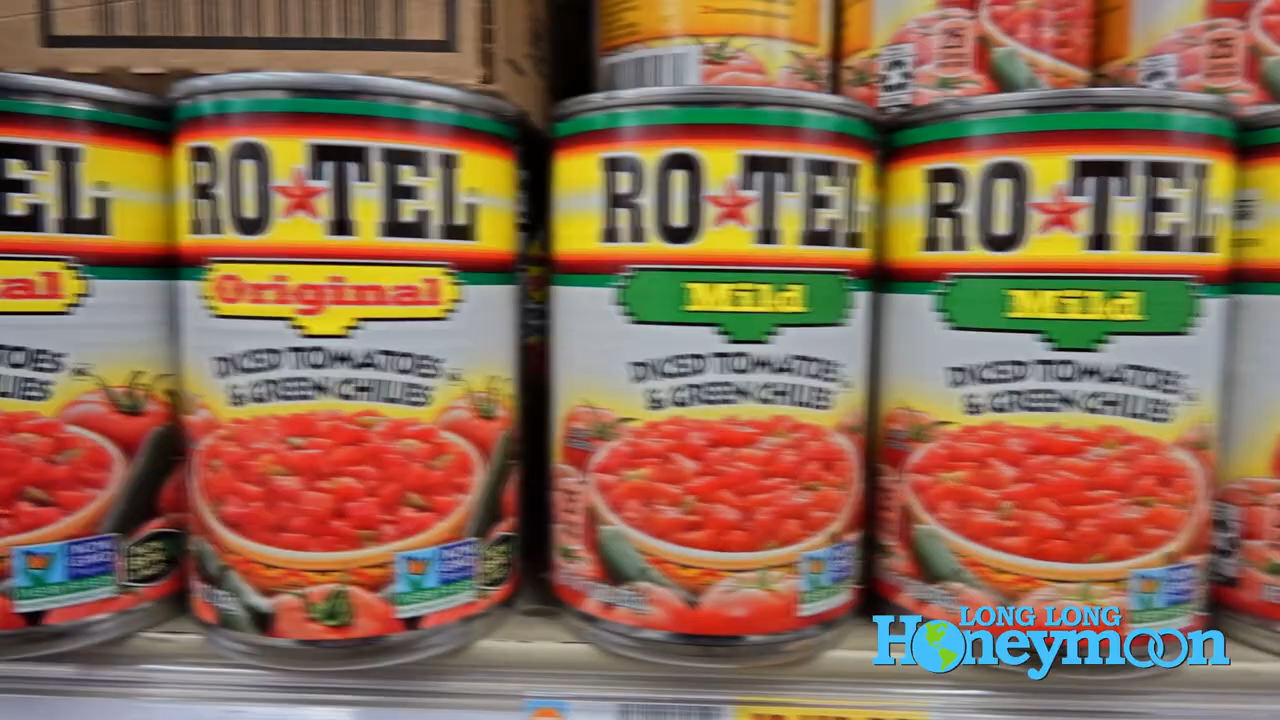 EL
RO★TEL
RO★TEL
RO★TEL
Original
Mild
Mild
DICED TOMATOES
& GREEN CHILIES
DICED TOMATOES
& GREEN CHILIES
DICED TOMATOES
& GREEN CHILIES
LONG LONG
Honeymoon